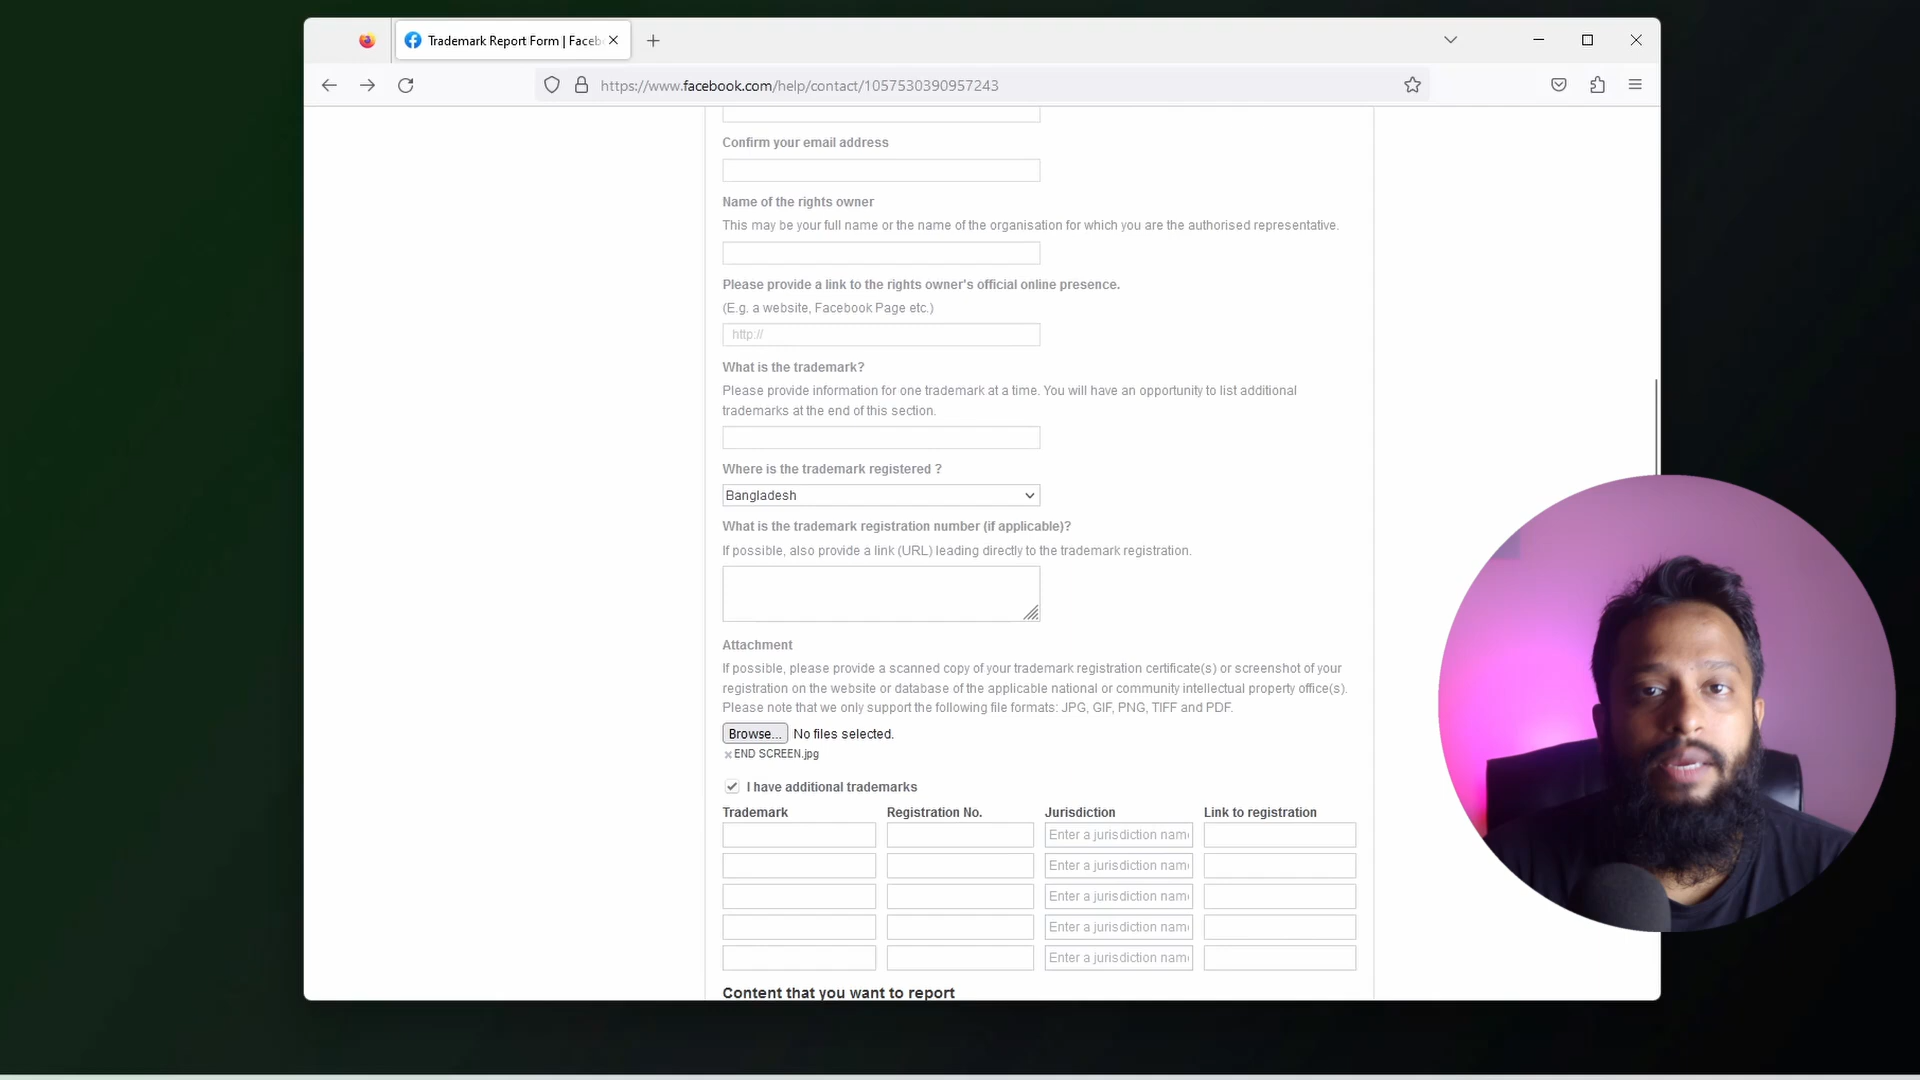 Trademark Report Form | Faceb
https://www.facebook.com/help/contact/1057530390957243
Confirm your email address
Name of the rights owner
This may be your full name or the name of the organisation for which you are the authorised representative.
Please provide a link to the rights owner's official online presence.
(E.g. a website, Facebook Page etc.)
http://
What is the trademark?
Please provide information for one trademark at a time. You will have an opportunity to list additional
trademarks at the end of this section.
Where is the trademark registered ?
Bangladesh
What is the trademark registration number (if applicable)?
If possible, also provide a link (URL) leading directly to the trademark registration.
Attachment
If possible, please provide a scanned copy of your trademark registration certificate(s) or screenshot of your
registration on the website or database of the applicable national or community intellectual property office(s).
Please note that we only support the following file formats: JPG, GIF, PNG, TIFF and PDF.
Browse... No files selected.
END SCREEN.jpg
I have additional trademarks
Trademark Registration No. Jurisdiction Link to registration
Enter a jurisdiction name
Enter a jurisdiction name
Enter a jurisdiction name
Enter a jurisdiction name
Enter a jurisdiction name
Content that you want to report